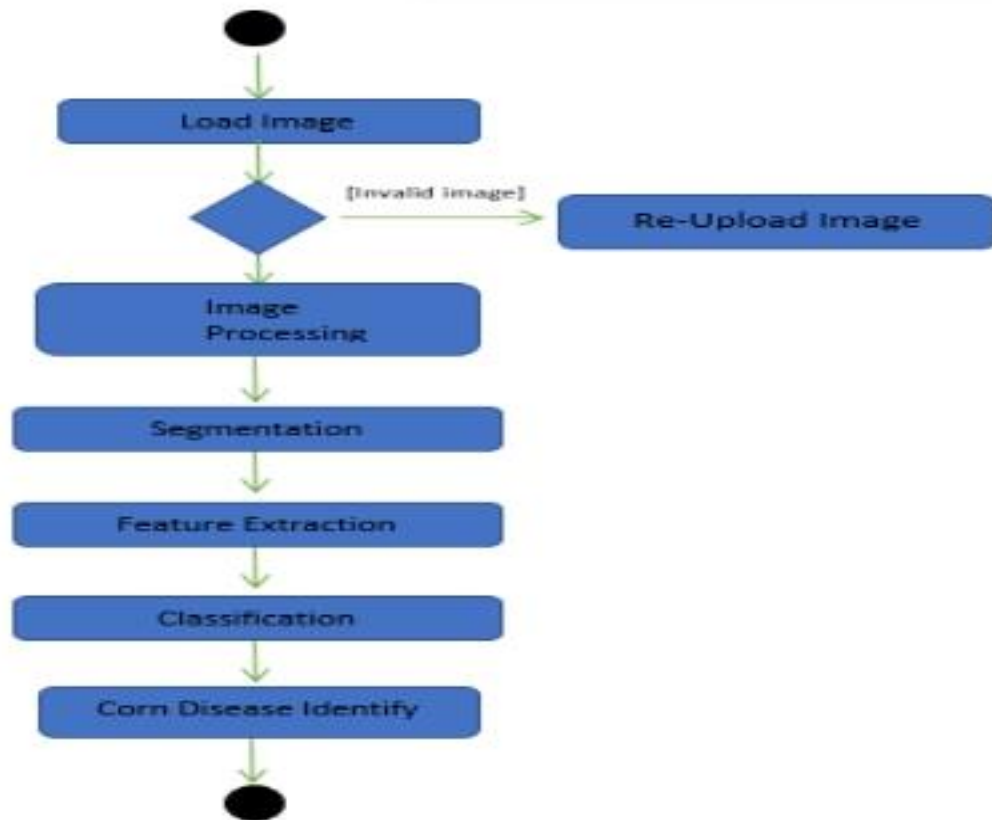 Load Image
[Invalid image]
Re-Upload Image
Image
Processing
Segmentation
Feature Extraction
Classification
Corn Disease Identify